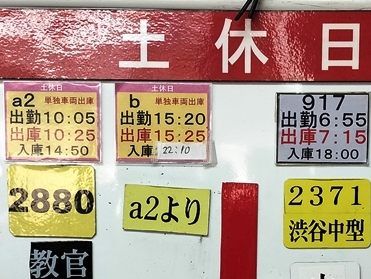 土休日
土休日
a2 単独車両出庫
出勤10:05
出庫10:25
入庫14:50
土休日
b 単独車両出庫
出勤15:20
出庫15:25
入庫 22:10
917
出勤6:55
出庫7:15
入庫18:00
2880
a2より
2371
渋谷中型
教官